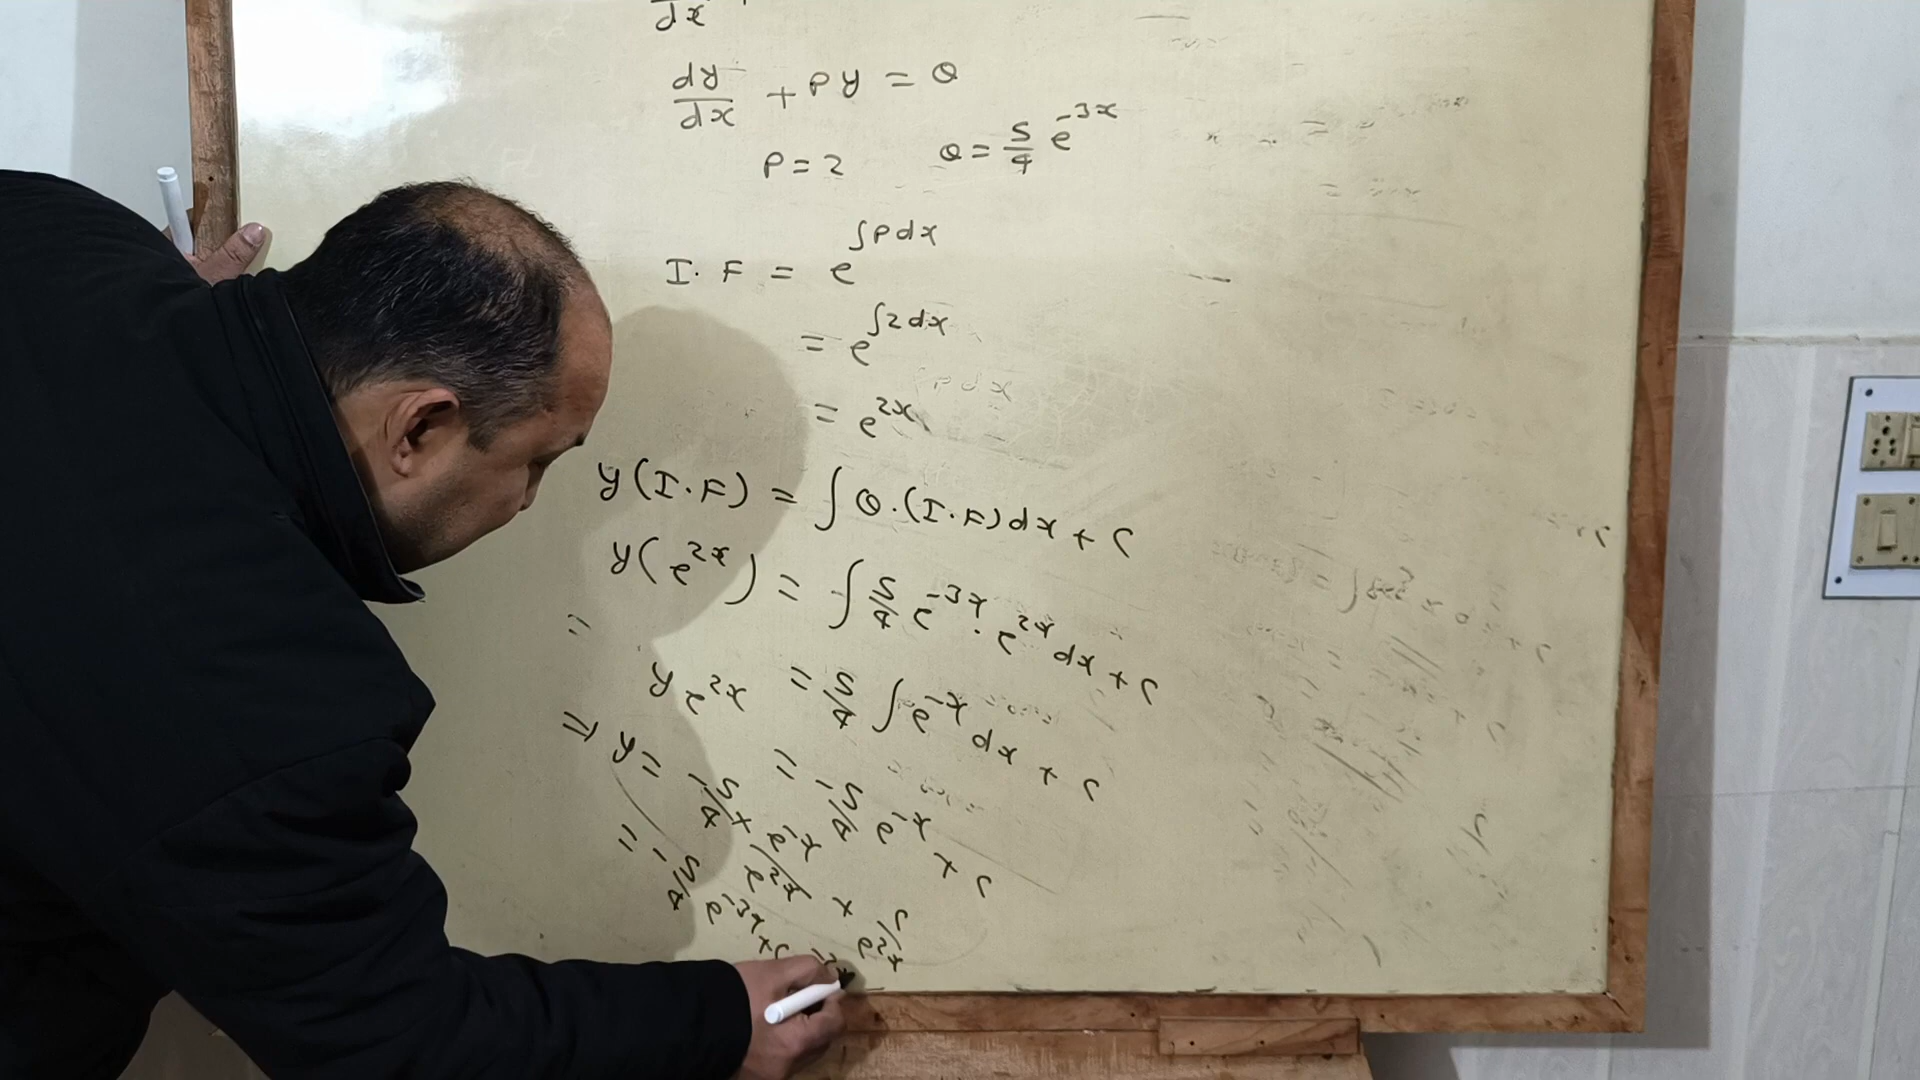 dx
dy/dx + Py = Q
P = 2 Q = 5/4 e^-3x
I.F = e^∫Pdx
= e^∫2dx
= e^2x
y(I.F) = ∫Q.(I.F)dx + C
y(e^2x) = ∫5/4 e^-3x . e^2x dx + C
=
y e^2x = 5/4 ∫e^-x dx + C
= -5/4 e^-x + C
⇒ y = -5/4 × e^-x/e^2x + C/e^2x
= -5/4 e^-3x + C